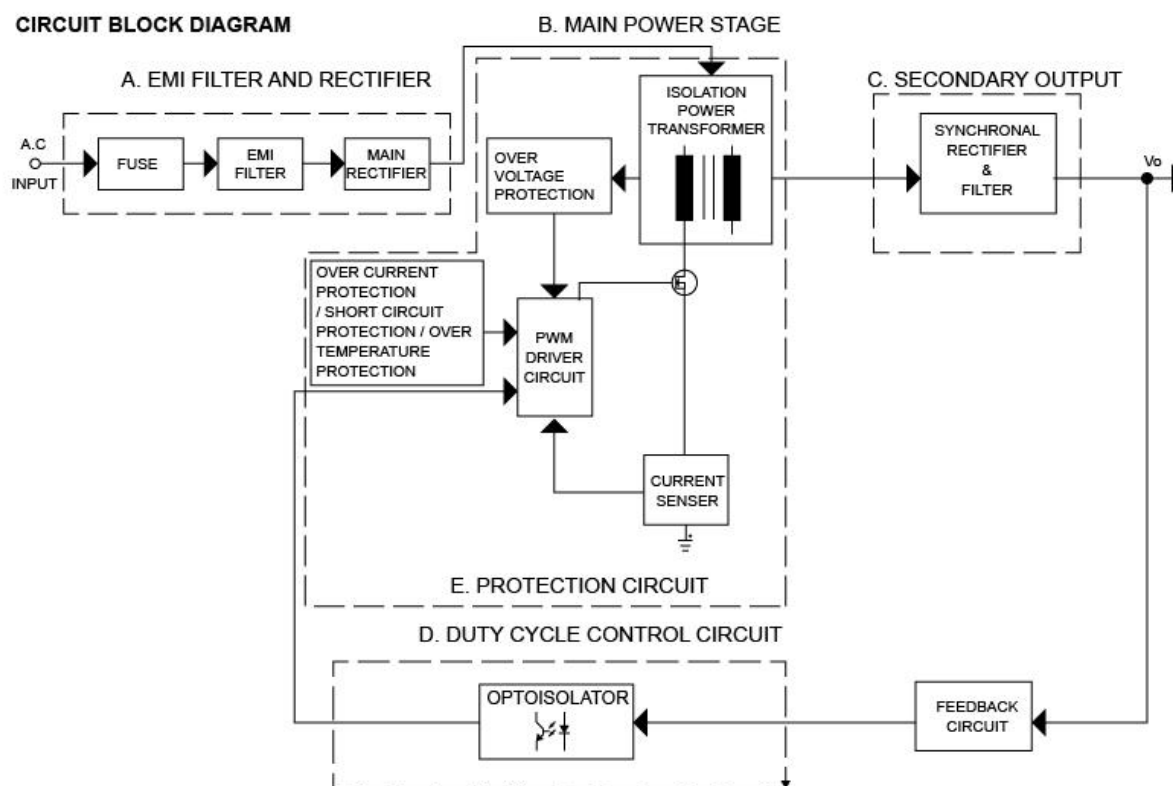 CIRCUIT BLOCK DIAGRAM
B. MAIN POWER STAGE
A. EMI FILTER AND RECTIFIER
C. SECONDARY OUTPUT
A.C
INPUT
FUSE
EMI
FILTER
MAIN
RECTIFIER
OVER
VOLTAGE
PROTECTION
ISOLATION
POWER
TRANSFORMER
SYNCHRONAL
RECTIFIER
&
FILTER
Vo
OVER CURRENT
PROTECTION
/ SHORT CIRCUIT
PROTECTION / OVER
TEMPERATURE
PROTECTION
PWM
DRIVER
CIRCUIT
CURRENT
SENSER
E. PROTECTION CIRCUIT
D. DUTY CYCLE CONTROL CIRCUIT
OPTOISOLATOR
FEEDBACK
CIRCUIT